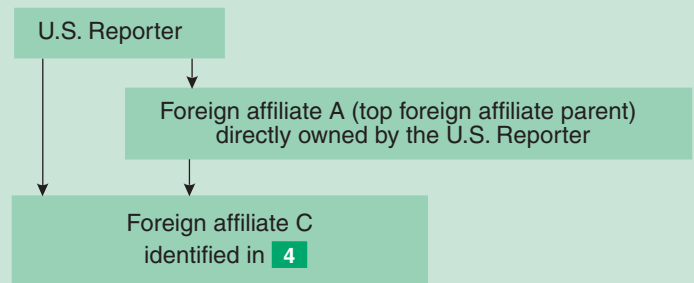 U.S. Reporter
Foreign affiliate A (top foreign affiliate parent)
directly owned by the U.S. Reporter
Foreign affiliate C
identified in 4